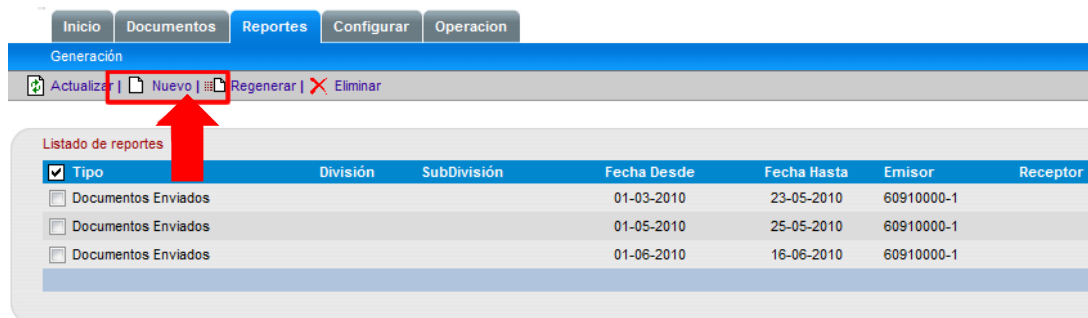 Inicio Documentos Reportes Configurar Operacion
Generación
Actualizar | Nuevo | Regenerar | Eliminar
Listado de reportes
Tipo División SubDivisión Fecha Desde Fecha Hasta Emisor Receptor
Documentos Enviados 01-03-2010 23-05-2010 60910000-1
Documentos Enviados 01-05-2010 25-05-2010 60910000-1
Documentos Enviados 01-06-2010 16-06-2010 60910000-1